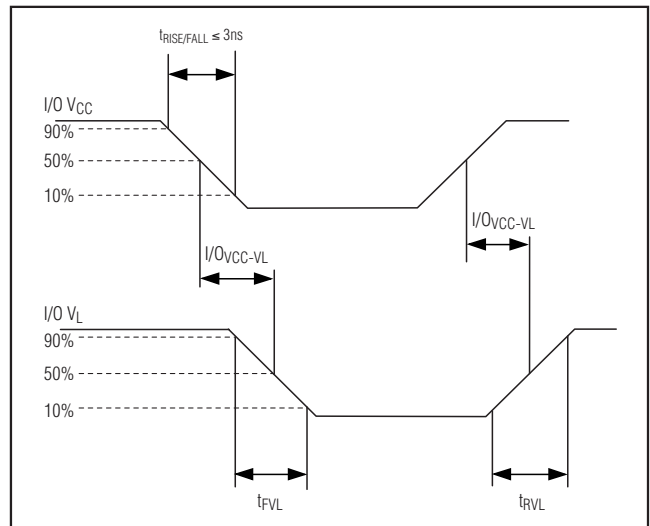 tRISE/FALL ≤ 3ns
I/O VCC
90%
50%
10%
I/OVCC-VL
I/OVCC-VL
I/O VL
90%
50%
10%
tFVL
tRVL